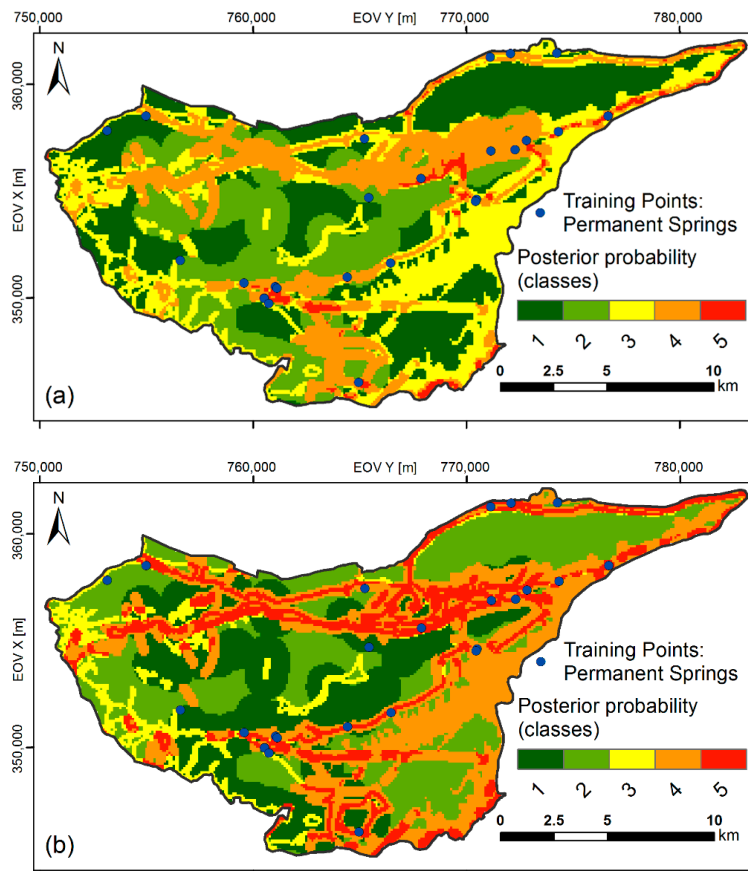 750,000 760,000 EOV Y [m] 770,000 780,000
N
360,000
EOV X [m]
350,000
Training Points:
Permanent Springs
Posterior probability
(classes)
1 2 3 4 5
0 2.5 5 10
km
(a)
750,000 760,000 EOV Y [m] 770,000 780,000
N
360,000
EOV X [m]
350,000
Training Points:
Permanent Springs
Posterior probability
(classes)
1 2 3 4 5
0 2.5 5 10
km
(b)